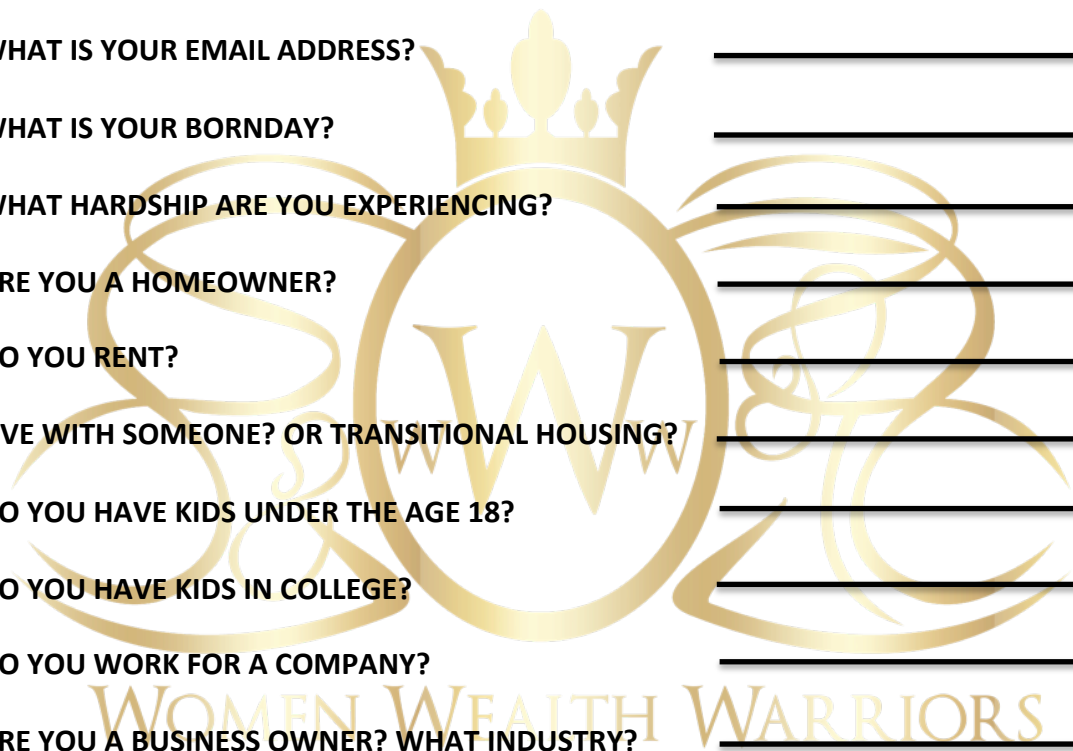 WHAT IS YOUR EMAIL ADDRESS?
WHAT IS YOUR BORNDAY?
WHAT HARDSHIP ARE YOU EXPERIENCING?
RE YOU A HOMEOWNER?
O YOU RENT?
W
W W
IVE WITH SOMEONE? OR TRANSITIONAL HOUSING?
O YOU HAVE KIDS UNDER THE AGE 18?
O YOU HAVE KIDS IN COLLEGE?
O YOU WORK FOR A COMPANY?
WOMEN WEALTH WARRIORS
RE YOU A BUSINESS OWNER? WHAT INDUSTRY?